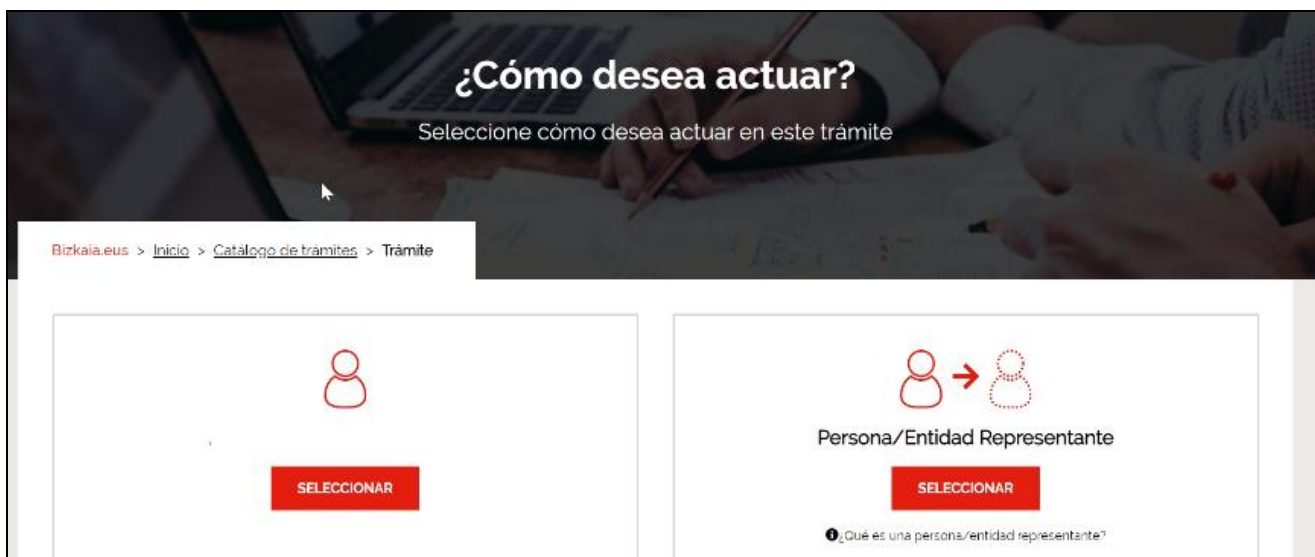 ¿Cómo desea actuar?
Seleccione cómo desea actuar en este trámite
Bizkaia.eus > Inicio > Catálogo de trámites > Trámite
Persona/Entidad Representante
SELECCIONAR
SELECCIONAR
¿Qué es una persona/entidad representante?